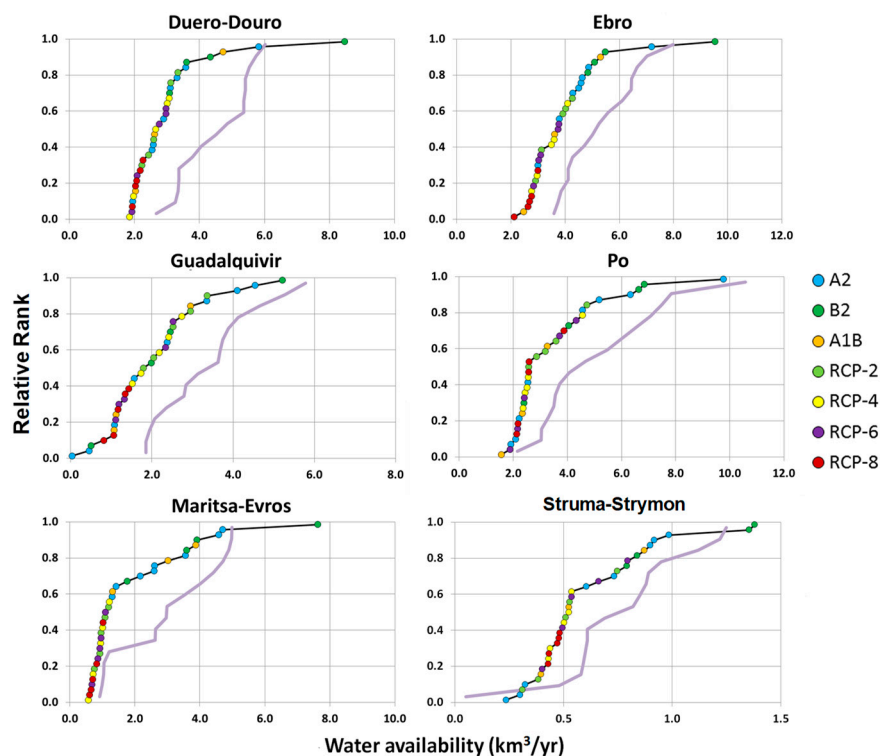 Duero-Douro
Ebro
1.0
0.8
0.6
0.4
0.2
0.0
0.0 2.0 4.0 6.0 8.0 10.0
1.0
0.8
0.6
0.4
0.2
0.0
0.0 2.0 4.0 6.0 8.0 10.0 12.0
Guadalquivir
Po
1.0
0.8
0.6
0.4
0.2
0.0
0.0 2.0 4.0 6.0 8.0
1.0
0.8
0.6
0.4
0.2
0.0
0.0 2.0 4.0 6.0 8.0 10.0 12.0
Relative Rank
A2
B2
A1B
RCP-2
RCP-4
RCP-6
RCP-8
Maritsa-Evros
Struma-Strymon
1.0
0.8
0.6
0.4
0.2
0.0
0.0 2.0 4.0 6.0 8.0 10.0
1.0
0.8
0.6
0.4
0.2
0.0
0.0 0.5 1.0 1.5
Water availability (km³/yr)